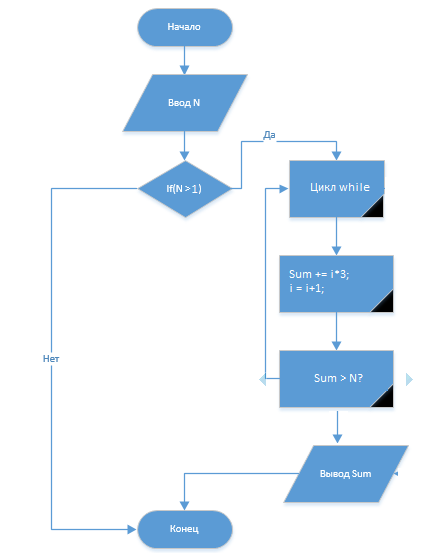 Начало
Ввод N
Да
If(N >1)
Цикл while
Sum += i*3;
i = i+1;
Нет
Sum > N?
Вывод Sum
Конец